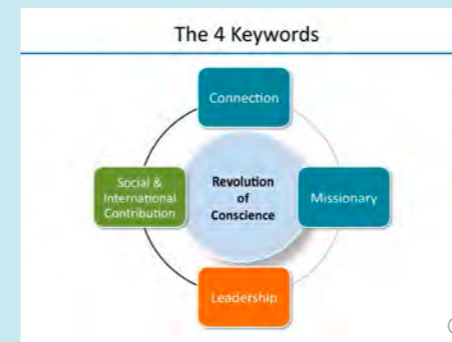 The 4 Keywords
Connection
Social &
International
Contribution
Revolution
of
Conscience
Missionary
Leadership